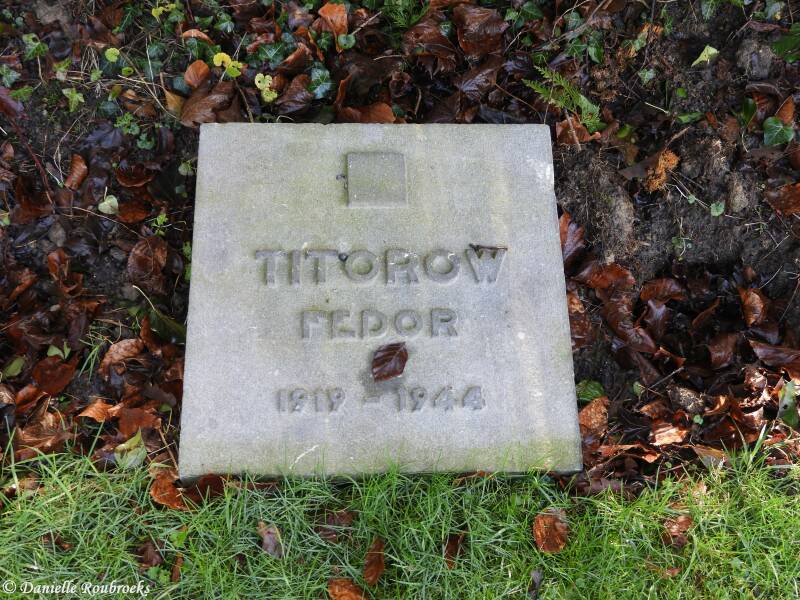 TITOROW
FEDOR
1919 - 1944
© Danielle Roubroeks